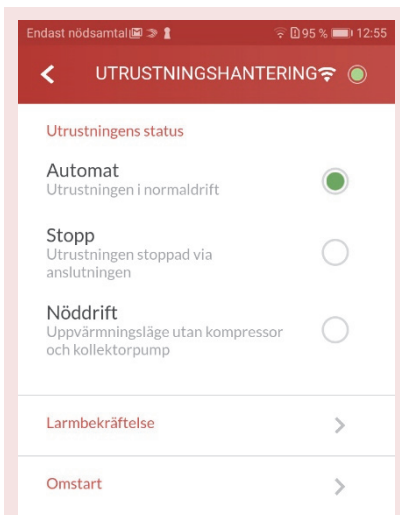 Endast nödsamtal 95 % 12:55
UTRUSTNINGSHANTERING
Utrustningens status
Automat
Utrustningen i normaldrift
Stopp
Utrustningen stoppad via
anslutningen
Nöddrift
Uppvärmningsläge utan kompressor
och kollektorpump
Larmbekräftelse
Omstart